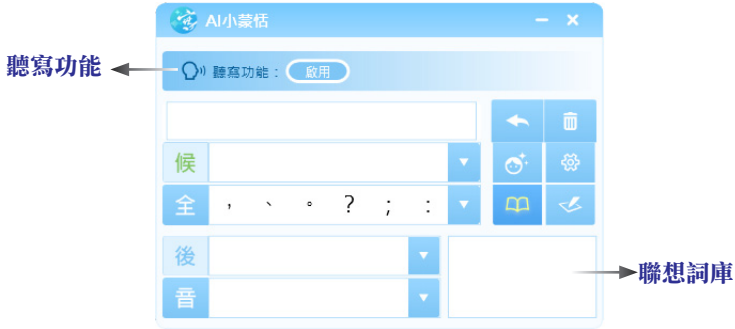 AI小蒙恬
聽寫功能
聽寫功能：
啟用
候
全 ， 、 。 ? ; :
後
音
聯想詞庫